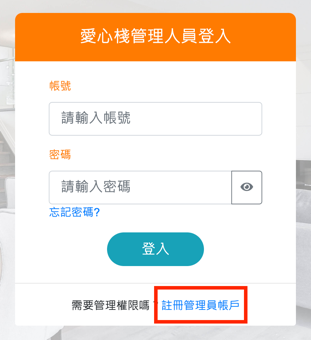 愛心棧管理人員登入
帳號
請輸入帳號
密碼
請輸入密碼
忘記密碼?
登入
需要管理權限嗎? 註冊管理員帳戶